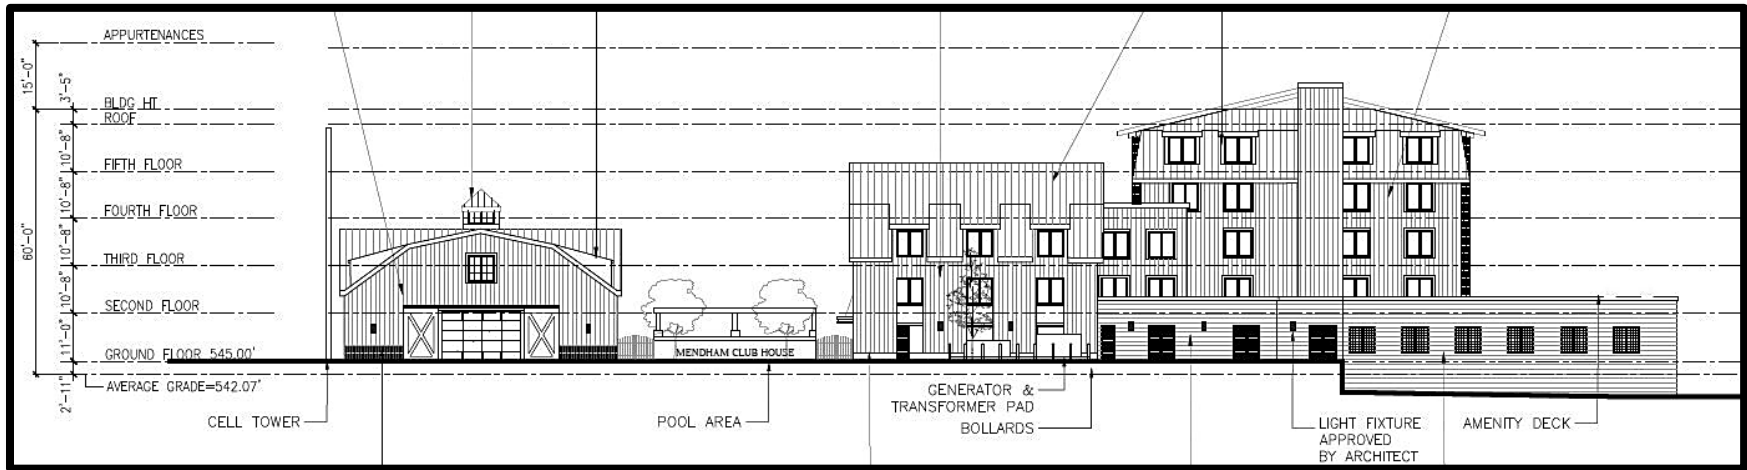 APPURTENANCES
15'-0"
3'-5"
BLDG HT
ROOF
10'-8"
FIFTH FLOOR
10'-8"
FOURTH FLOOR
60'-0"
10'-8"
THIRD FLOOR
10'-8"
SECOND FLOOR
11'-0"
GROUND FLOOR 545.00'
AVERAGE GRADE=542.07'
2'-11"
MENDHAM CLUB HOUSE
CELL TOWER
POOL AREA
GENERATOR &
TRANSFORMER PAD
BOLLARDS
LIGHT FIXTURE
APPROVED
BY ARCHITECT
AMENITY DECK